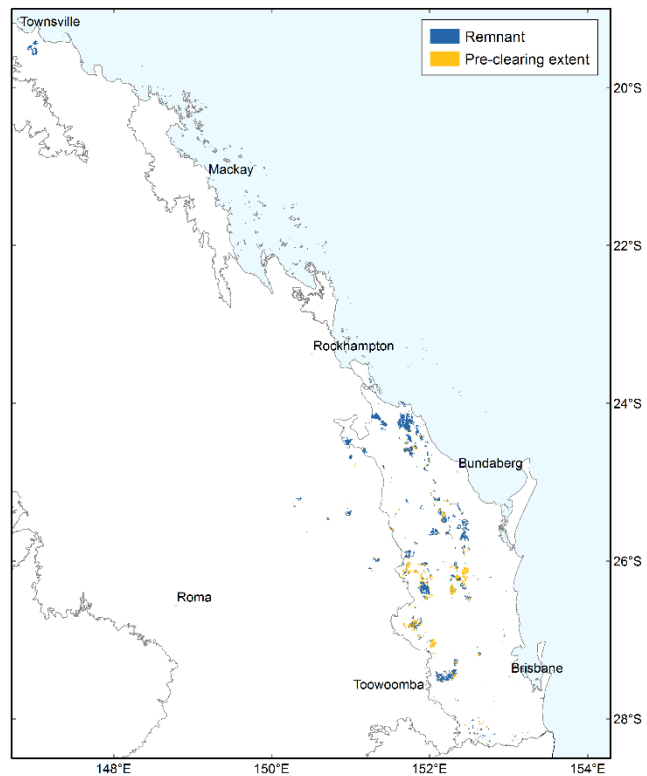 Townsville
Remnant
Pre-clearing extent
20°S
Mackay
22°S
Rockhampton
24°S
Bundaberg
26°S
Roma
Brisbane
Toowoomba
28°S
148°E 150°E 152°E 154°E